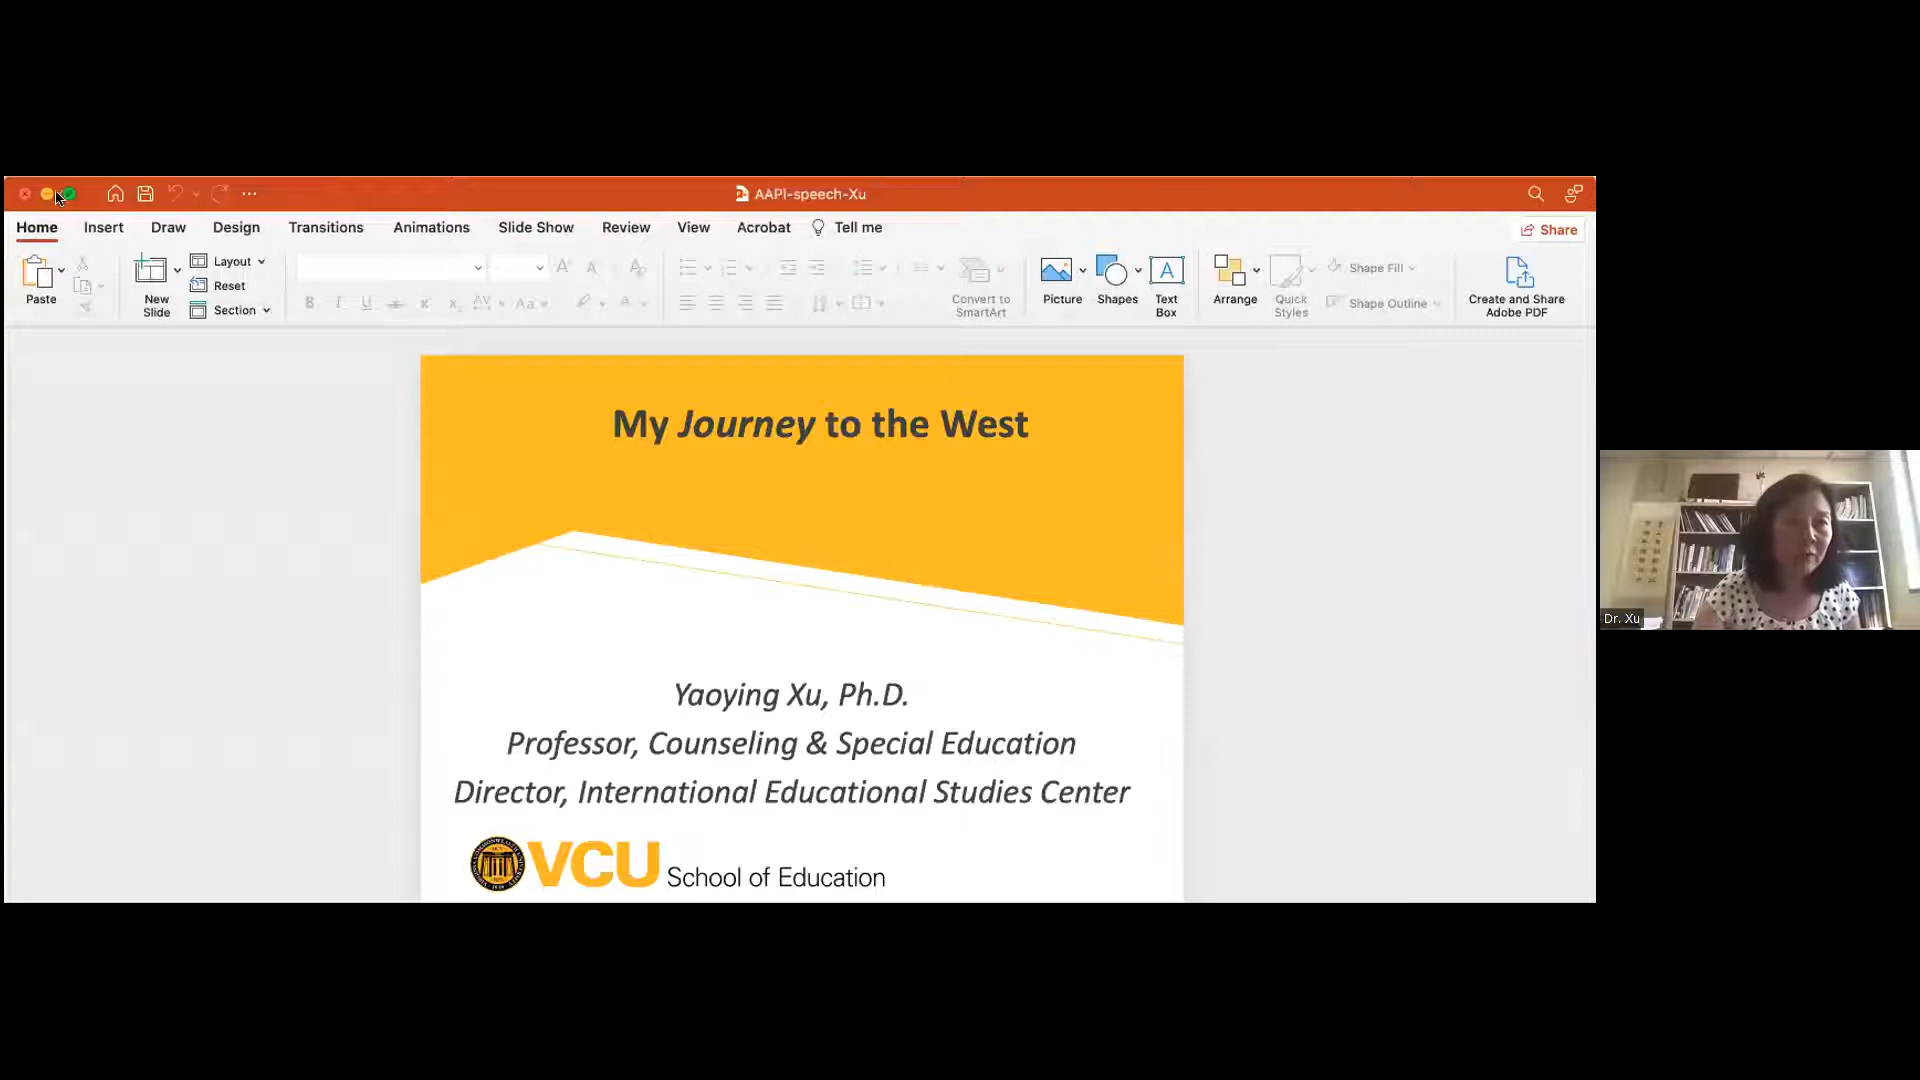 AAPI-speech-Xu
Home Insert Draw Design Transitions Animations Slide Show Review View Acrobat Tell me
Share
Paste
New Slide
Layout
Reset
Section
Convert to SmartArt
Picture
Shapes
Text Box
Arrange
Quick Styles
Shape Fill
Shape Outline
Create and Share Adobe PDF
My Journey to the West
Yaoying Xu, Ph.D.
Professor, Counseling & Special Education
Director, International Educational Studies Center
VCU School of Education
Dr. Xu